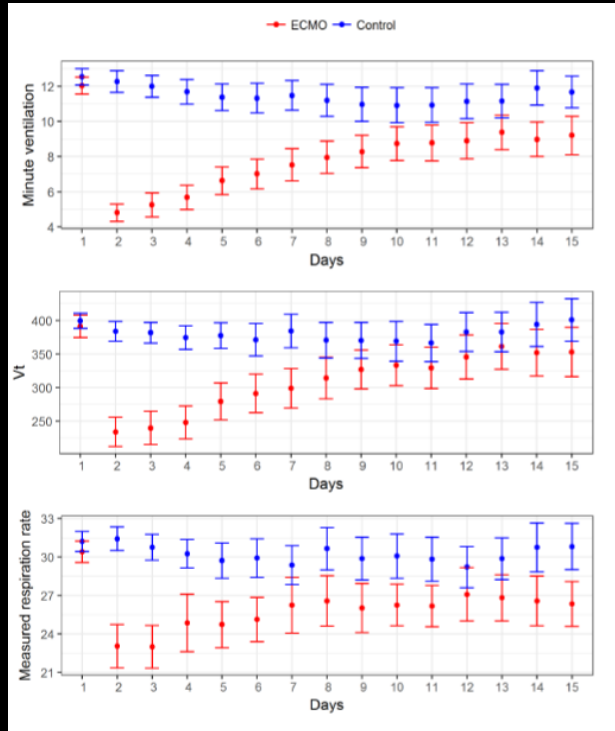 ECMO Control
Minute ventilation
12
10
8
6
4
1 2 3 4 5 6 7 8 9 10 11 12 13 14 15
Days
Vt
400
350
300
250
1 2 3 4 5 6 7 8 9 10 11 12 13 14 15
Days
Measured respiration rate
33
30
27
24
21
1 2 3 4 5 6 7 8 9 10 11 12 13 14 15
Days